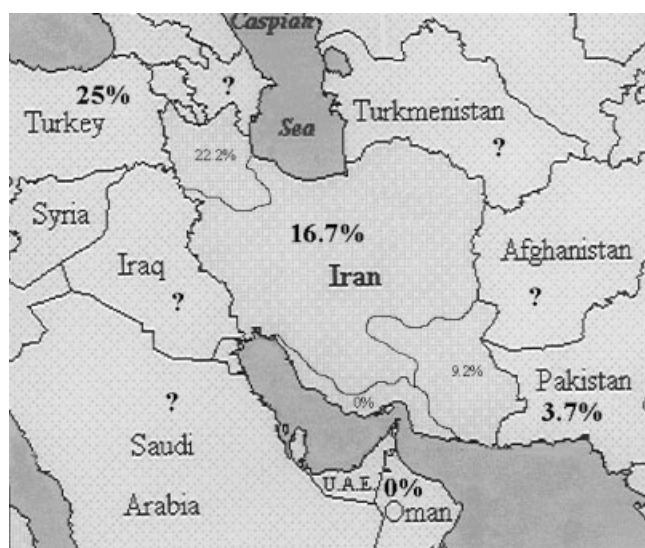 Caspian
Sea
25%
Turkey
?
Turkmenistan
?
22.2%
Syria
Iraq
?
16.7%
Iran
Afghanistan
?
9.2%
Pakistan
3.7%
0%
?
Saudi
Arabia
U.A.E.
0%
Oman